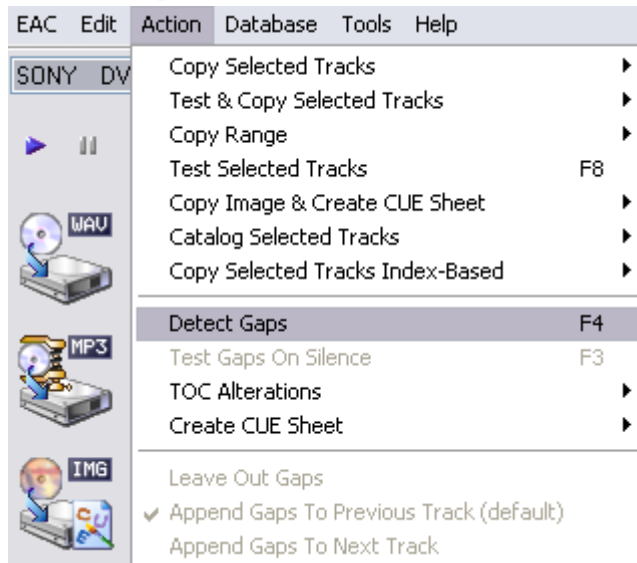 EAC Edit Action Database Tools Help
SONY DV
Copy Selected Tracks
Test & Copy Selected Tracks
Copy Range
Test Selected Tracks F8
Copy Image & Create CUE Sheet
WAV
Catalog Selected Tracks
Copy Selected Tracks Index-Based
Detect Gaps F4
MP3
Test Gaps On Silence F3
TOC Alterations
Create CUE Sheet
IMG
Leave Out Gaps
CUE
Append Gaps To Previous Track (default)
Append Gaps To Next Track